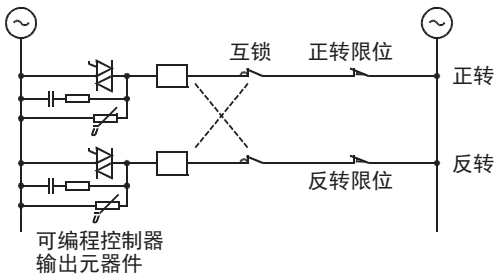 互锁
正转限位
正转
反转
反转限位
可编程控制器
输出元器件